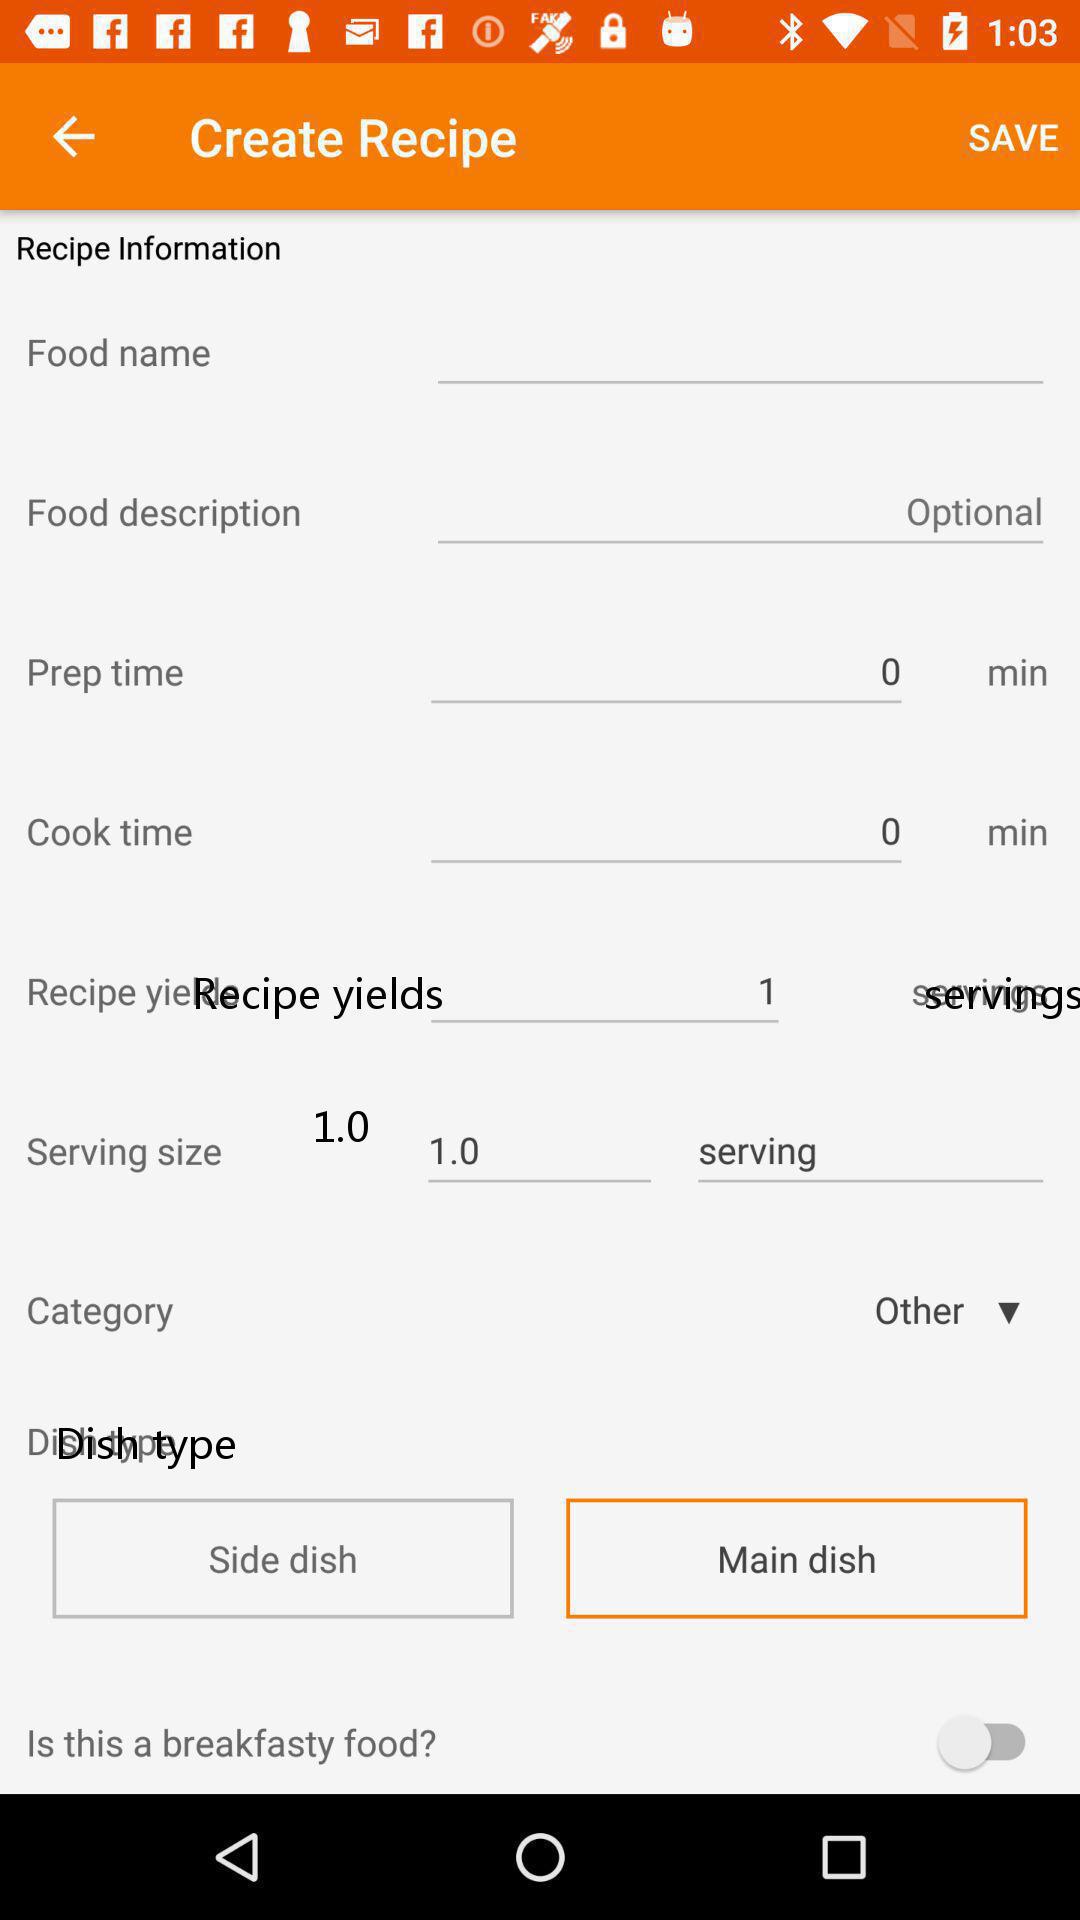 FAKE
1:03
Create Recipe
SAVE
Recipe Information
Food name
Food description Optional
Prep time 0 min
Cook time 0 min
Recipe yields Recipe yields 1 servings servings
Serving size 1.0 1.0 serving
Category Other ▼
Dish type Dish type
Side dish Main dish
Is this a breakfasty food?